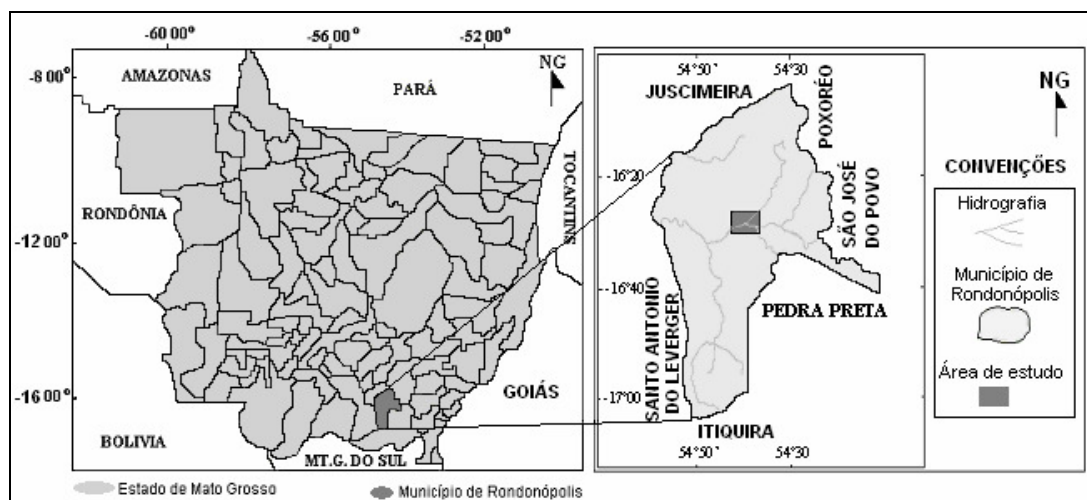 -60 00°
-56 00°
-52 00°
-8 00°
-12 00°
-16 00°
AMAZONAS
PARÁ
NG
TOCANTINS
RONDÔNIA
GOIÁS
BOLIVIA
MT.G. DO SUL
Estado de Mato Grosso
Município de Rondonópolis
54°50'
54°30'
JUSCIMEIRA
POXORÉO
-16°20
SÃO JOSÉ
DO POVO
-16°40
PEDRA PRETA
SANTO ANTONIO
DO LEVERGER
-17°00
ITIQUIRA
54°50'
54°30'
NG
CONVENÇÕES
Hidrografia
Município de
Rondonópolis
Área de estudo